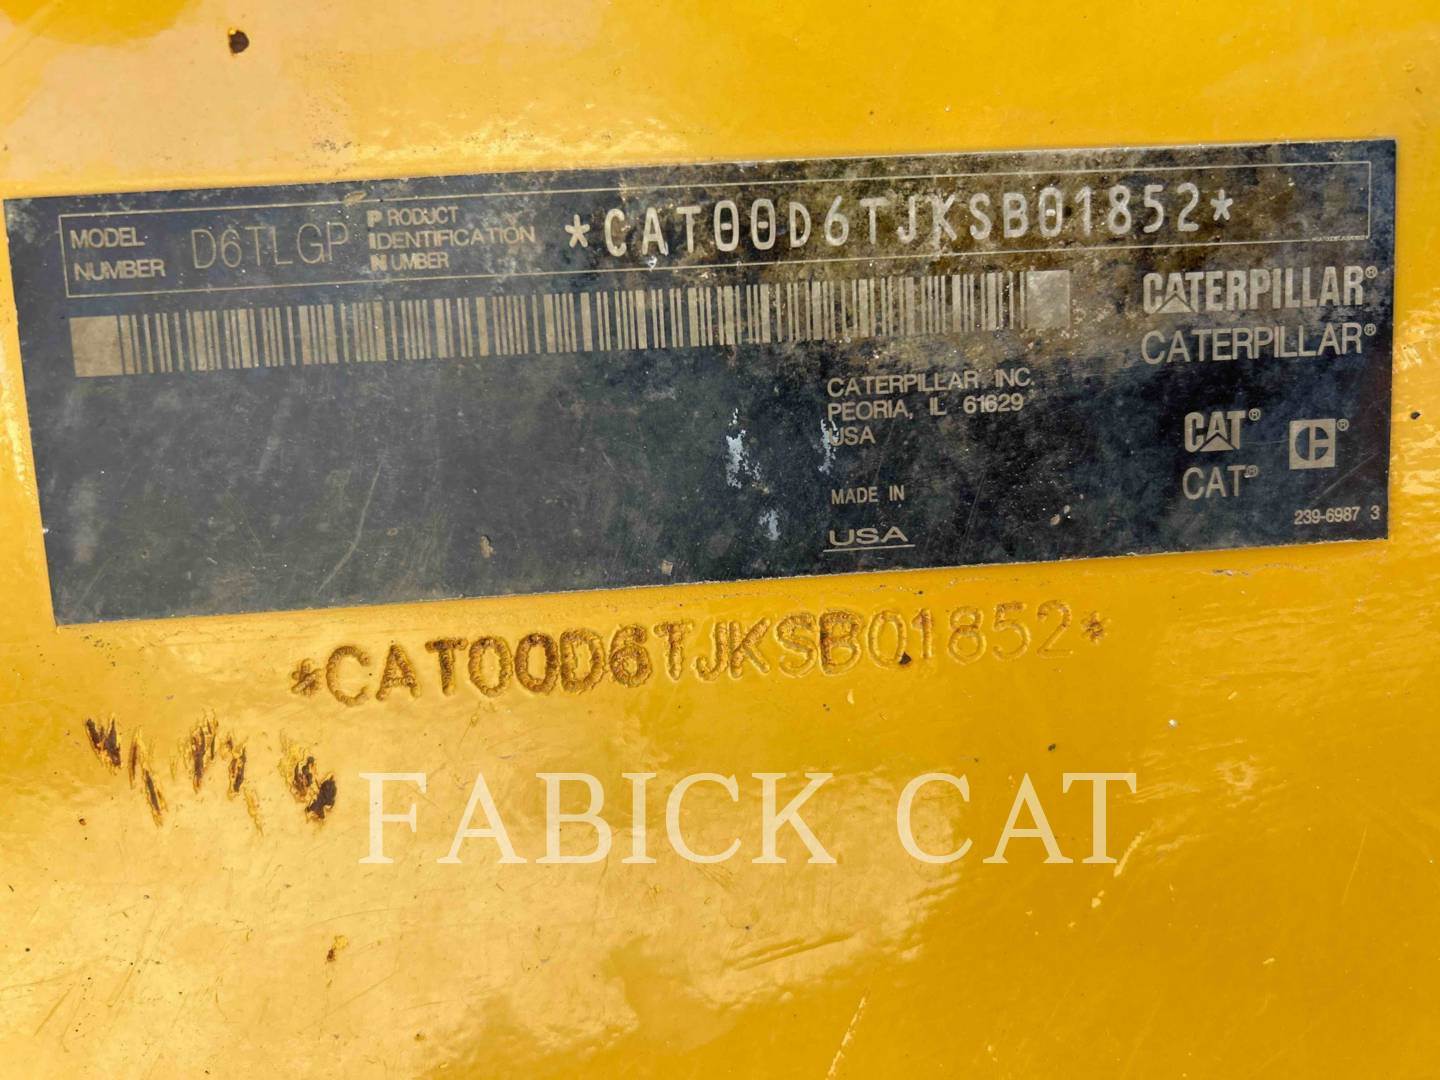 MODEL NUMBER D6TLGP PRODUCT IDENTIFICATION NUMBER *CAT00D6TJKSB01852*
CATERPILLAR®
CATERPILLAR®
CATERPILLAR, INC.
PEORIA, IL 61629
USA
CAT®
CAT®
MADE IN
USA
239-6987 3
*CAT00D6TJKSB01852*
FABICK CAT